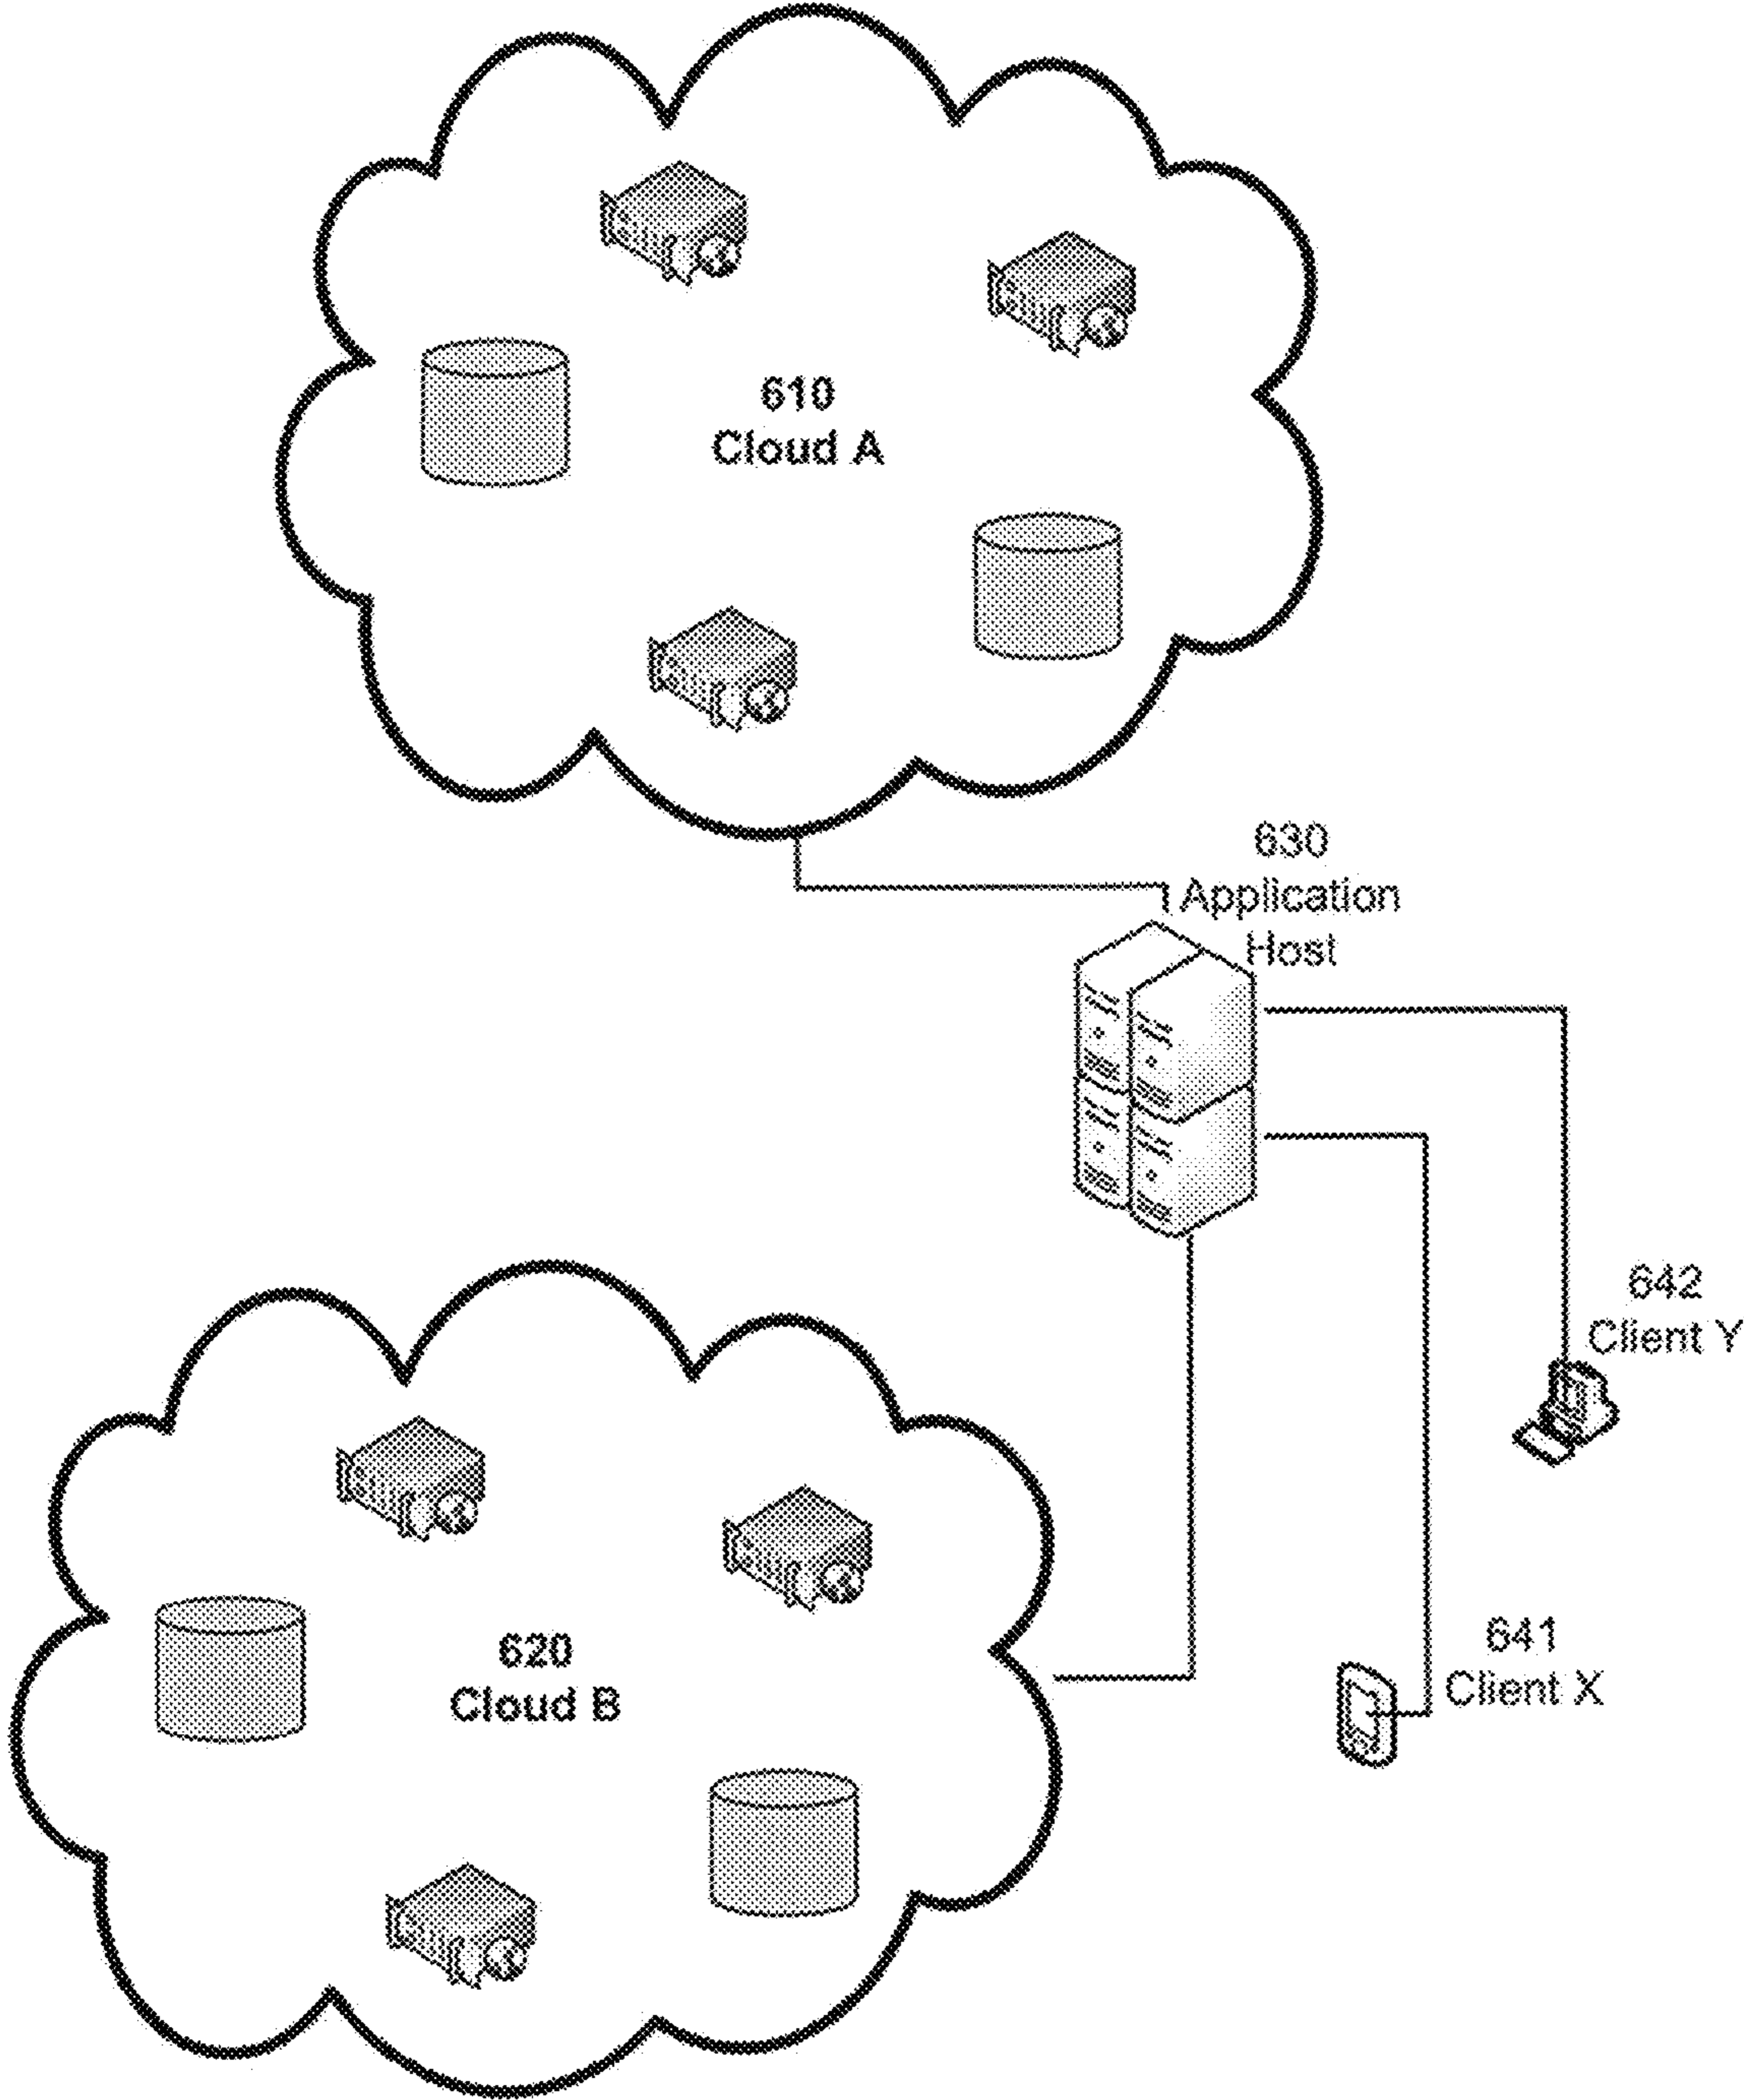 610
Cloud A
630
Application
Host
642
Client Y
641
Client X
620
Cloud B